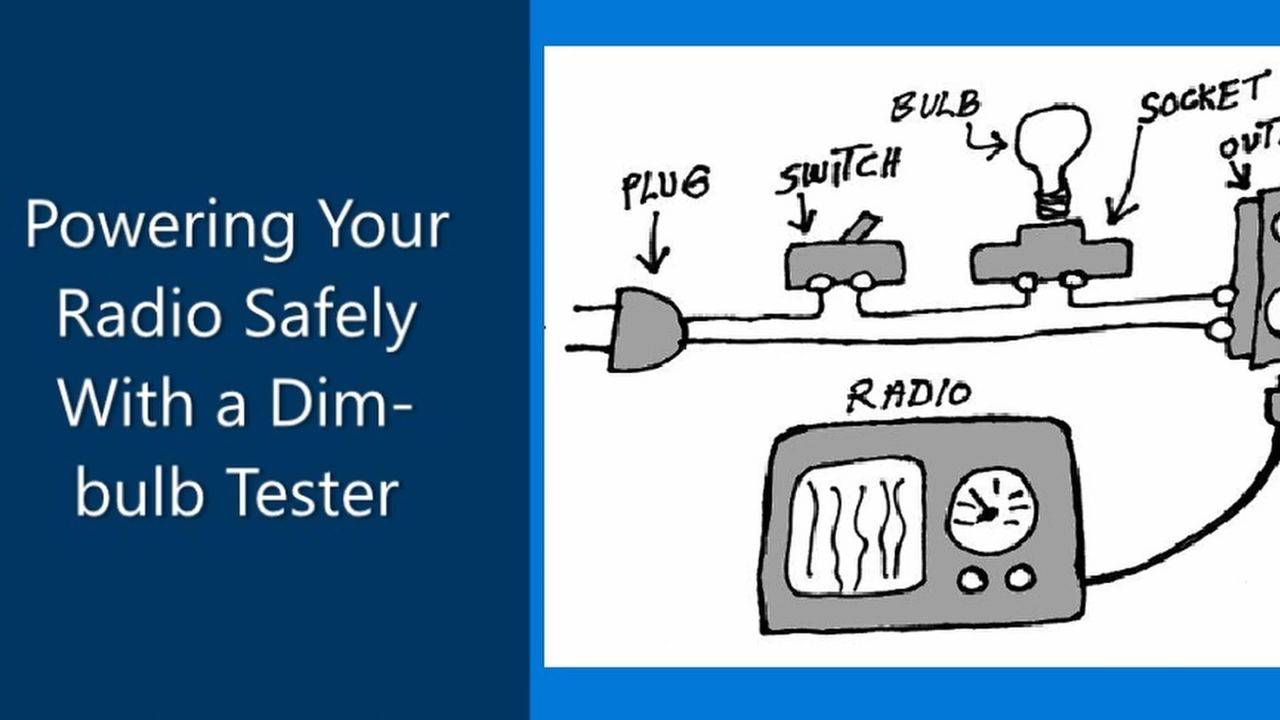 Powering Your
Radio Safely
With a Dim-
bulb Tester
BULB
SOCKET
SWITCH
PLUG
RADIO